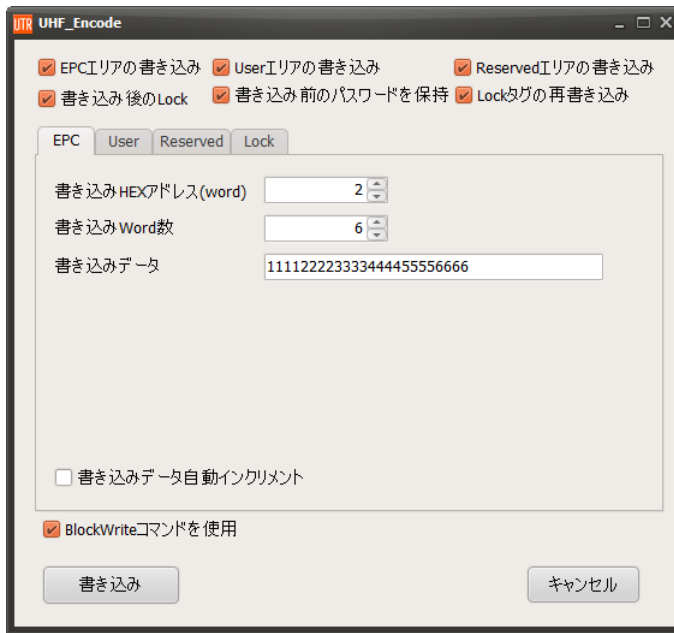 UTR UHF_Encode
EPCエリアの書き込み Userエリアの書き込み Reservedエリアの書き込み
書き込み後のLock 書き込み前のパスワードを保持 Lockタグの再書き込み
EPC User Reserved Lock
書き込みHEXアドレス(word) 2
書き込みWord数 6
書き込みデータ 111122223333444455556666
書き込みデータ自動インクリメント
BlockWriteコマンドを使用
書き込み キャンセル